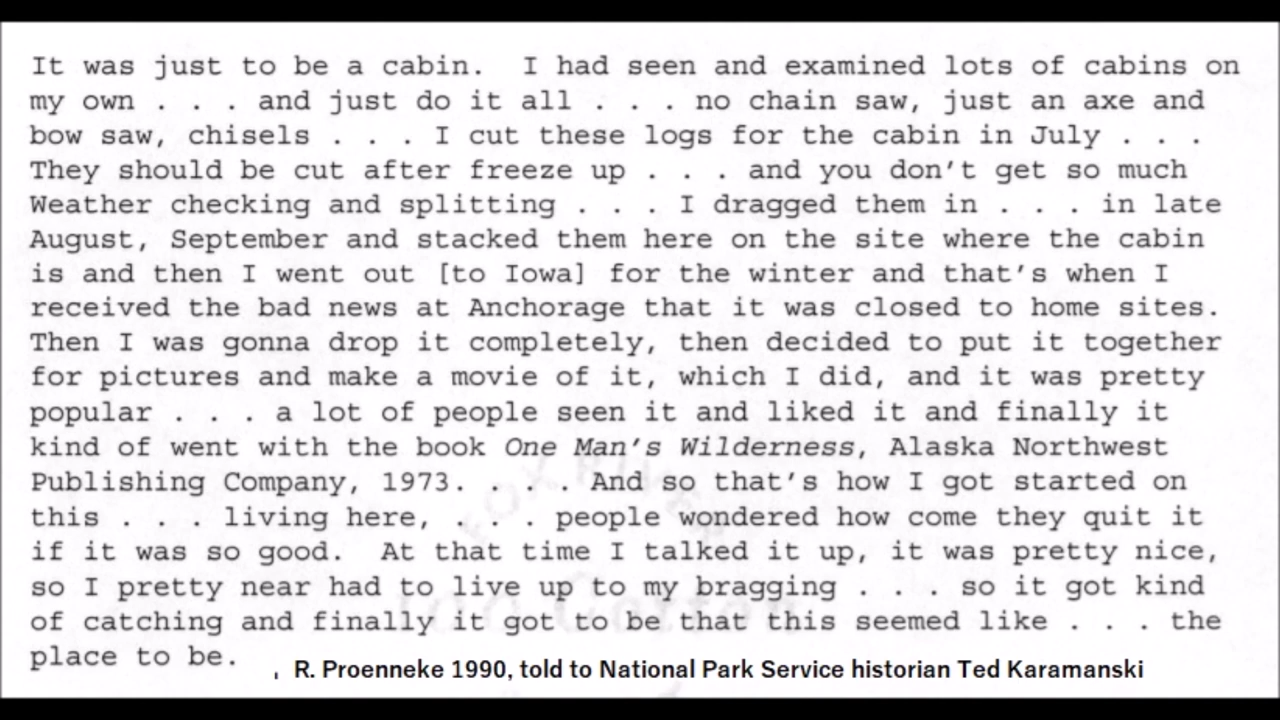 It was just to be a cabin.  I had seen and examined lots of cabins on
my own . . . and just do it all . . . no chain saw, just an axe and
bow saw, chisels . . . I cut these logs for the cabin in July . . .
They should be cut after freeze up . . . and you don’t get so much
Weather checking and splitting . . . I dragged them in . . . in late
August, September and stacked them here on the site where the cabin
is and then I went out [to Iowa] for the winter and that’s when I
received the bad news at Anchorage that it was closed to home sites.
Then I was gonna drop it completely, then decided to put it together
for pictures and make a movie of it, which I did, and it was pretty
popular . . . a lot of people seen it and liked it and finally it
kind of went with the book One Man’s Wilderness, Alaska Northwest
Publishing Company, 1973. . . . And so that’s how I got started on
this . . . living here, . . . people wondered how come they quit it
if it was so good.  At that time I talked it up, it was pretty nice,
so I pretty near had to live up to my bragging . . . so it got kind
of catching and finally it got to be that this seemed like . . . the
place to be.
R. Proenneke 1990, told to National Park Service historian Ted Karamanski
FOX RIVER
100 Cotton